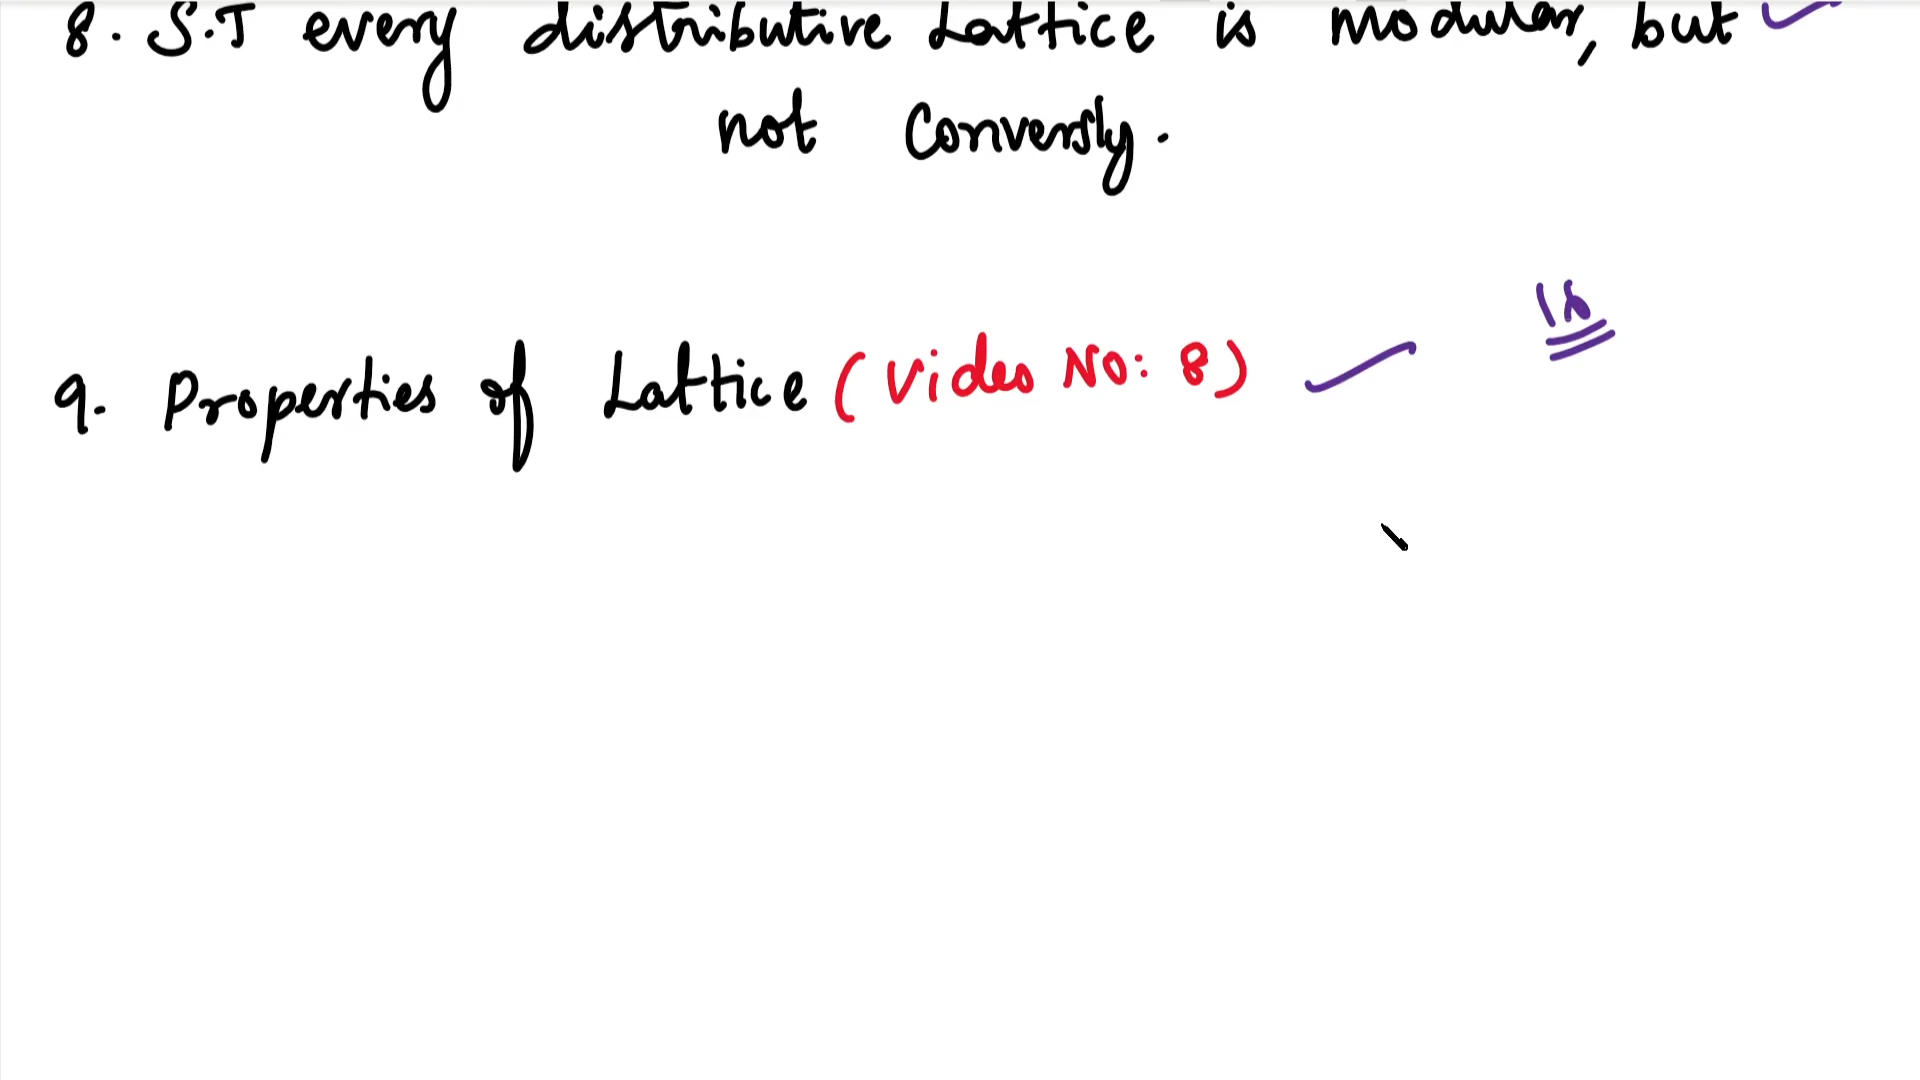 8. S.T every distributive Lattice is modular, but
not Conversly.
9. Properties of Lattice (Video No: 8)